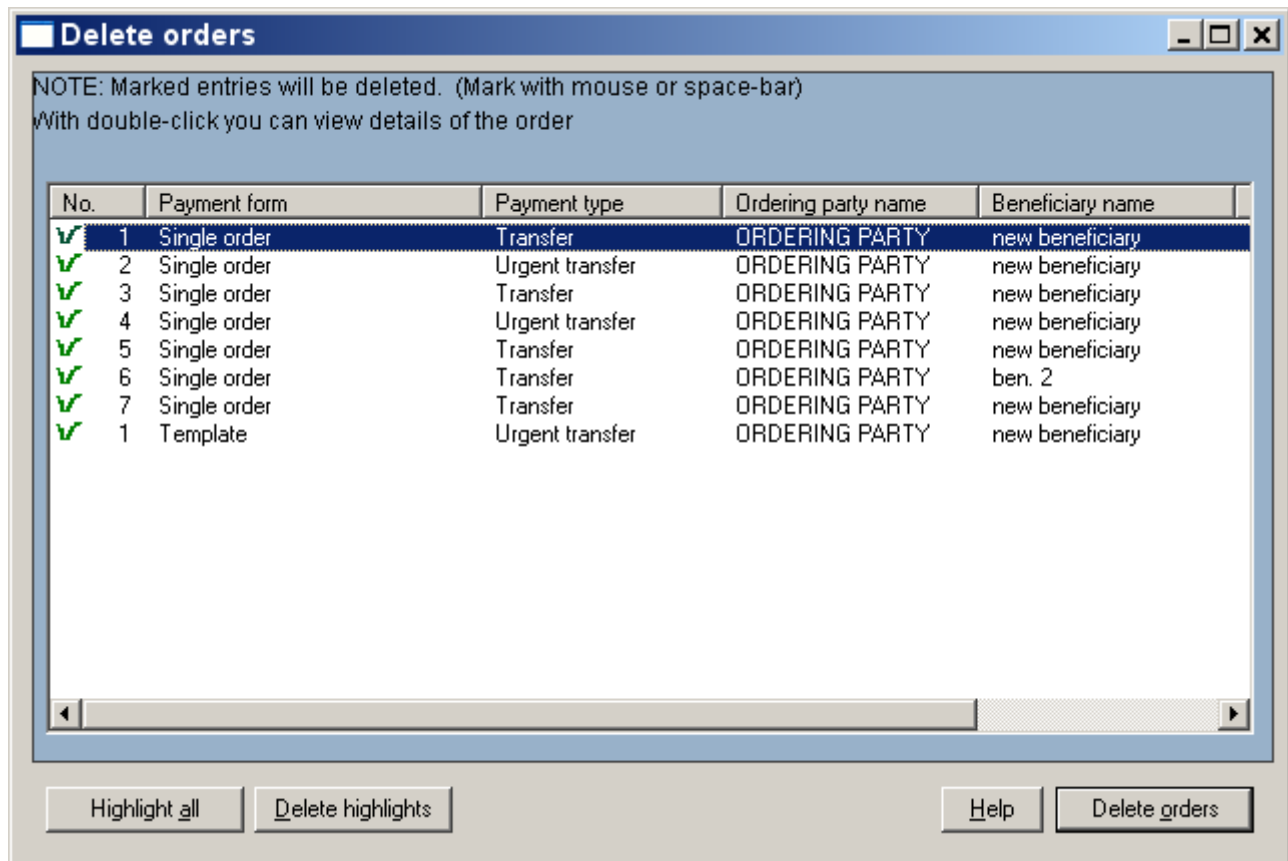 Delete orders
NOTE: Marked entries will be deleted. (Mark with mouse or space-bar)
With double-click you can view details of the order
No. Payment form Payment type Ordering party name Beneficiary name
1 Single order Transfer ORDERING PARTY new beneficiary
2 Single order Urgent transfer ORDERING PARTY new beneficiary
3 Single order Transfer ORDERING PARTY new beneficiary
4 Single order Urgent transfer ORDERING PARTY new beneficiary
5 Single order Transfer ORDERING PARTY new beneficiary
6 Single order Transfer ORDERING PARTY ben. 2
7 Single order Transfer ORDERING PARTY new beneficiary
1 Template Urgent transfer ORDERING PARTY new beneficiary
Highlight all Delete highlights Help Delete orders